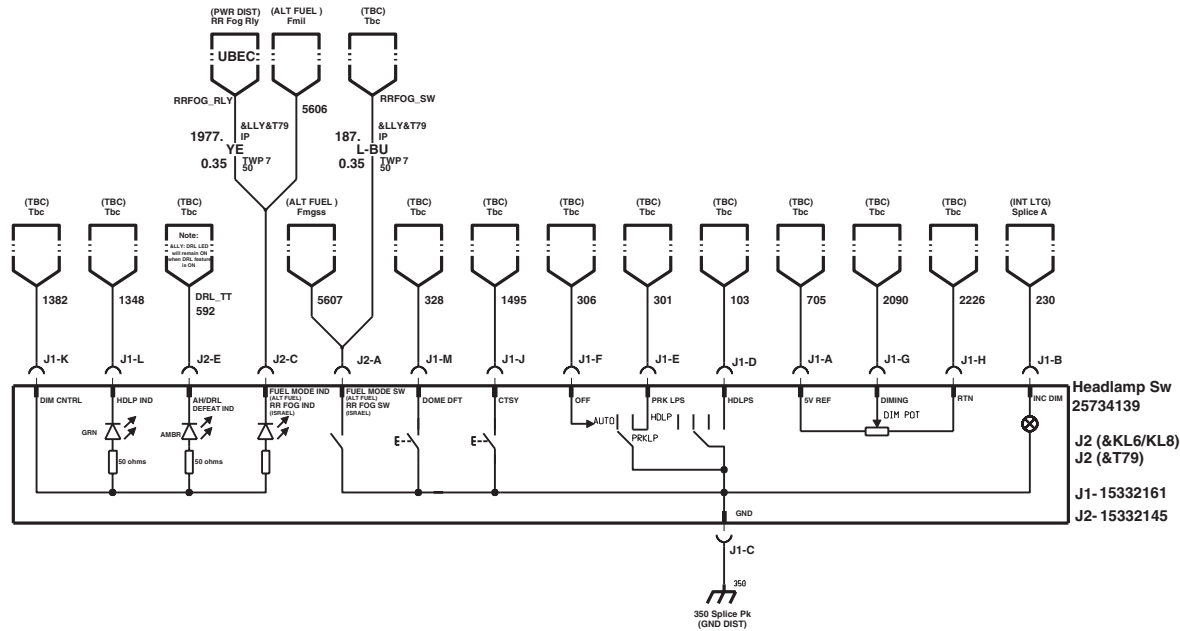 (PWR DIST)
RR Fog Rly
(ALT FUEL )
Fmil
(TBC)
Tbc
UBEC
RRFOG_RLY
5606
RRFOG_SW
1977.
&LLY&T79
IP
YE
0.35
TWP 7
50
187.
&LLY&T79
IP
L-BU
0.35
TWP 7
50
(TBC)
Tbc
(TBC)
Tbc
(TBC)
Tbc
(ALT FUEL )
Fmgss
(TBC)
Tbc
(TBC)
Tbc
(TBC)
Tbc
(TBC)
Tbc
(TBC)
Tbc
(TBC)
Tbc
(TBC)
Tbc
(TBC)
Tbc
(INT LTG)
Splice A
Note:
&LLY: DRL LED
will remain ON
when DRL feature
is ON
1382
1348
DRL_TT
592
5607
328
1495
306
301
103
705
2090
2226
230
J1-K
J1-L
J2-E
J2-C
J2-A
J1-M
J1-J
J1-F
J1-E
J1-D
J1-A
J1-G
J1-H
J1-B
DIM CNTRL
HDLP IND
AH/DRL
DEFEAT IND
FUEL MODE IND
(ALT FUEL)
RR FOG IND
(ISRAEL)
FUEL MODE SW
(ALT FUEL)
RR FOG SW
(ISRAEL)
DOME DFT
CTSY
OFF
PRK LPS
HDLPS
5V REF
DIMING
RTN
INC DIM
Headlamp Sw
25734139
GRN
AMBR
AUTO
HDLP
PRKLP
DIM POT
50 ohms
50 ohms
J2 (&KL6/KL8)
J2 (&T79)
J1- 15332161
J2- 15332145
GND
J1-C
350
350 Splice Pk
(GND DIST)